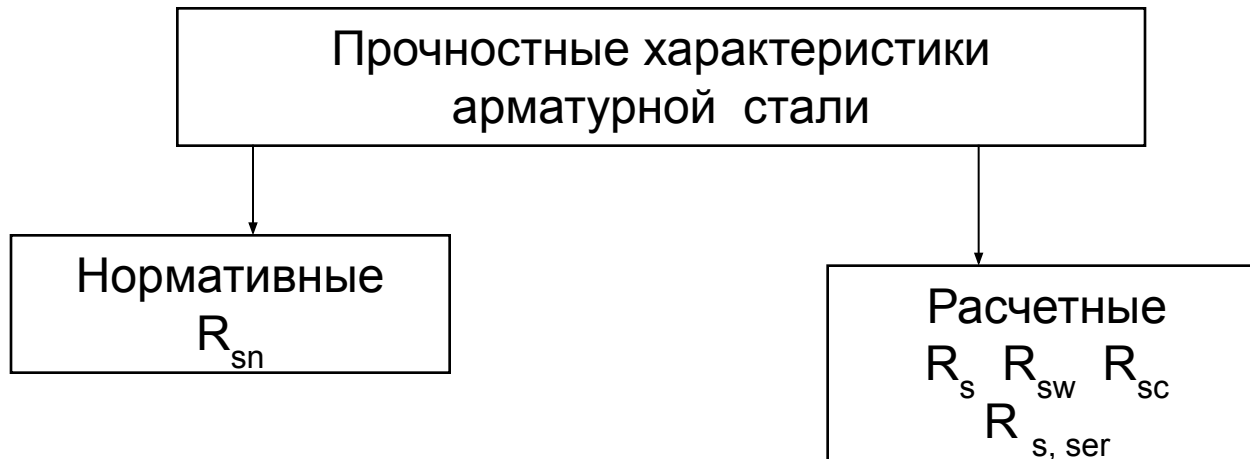 Прочностные характеристики
арматурной стали
Нормативные
R_sn
Расчетные
R_s R_sw R_sc
R_s, ser